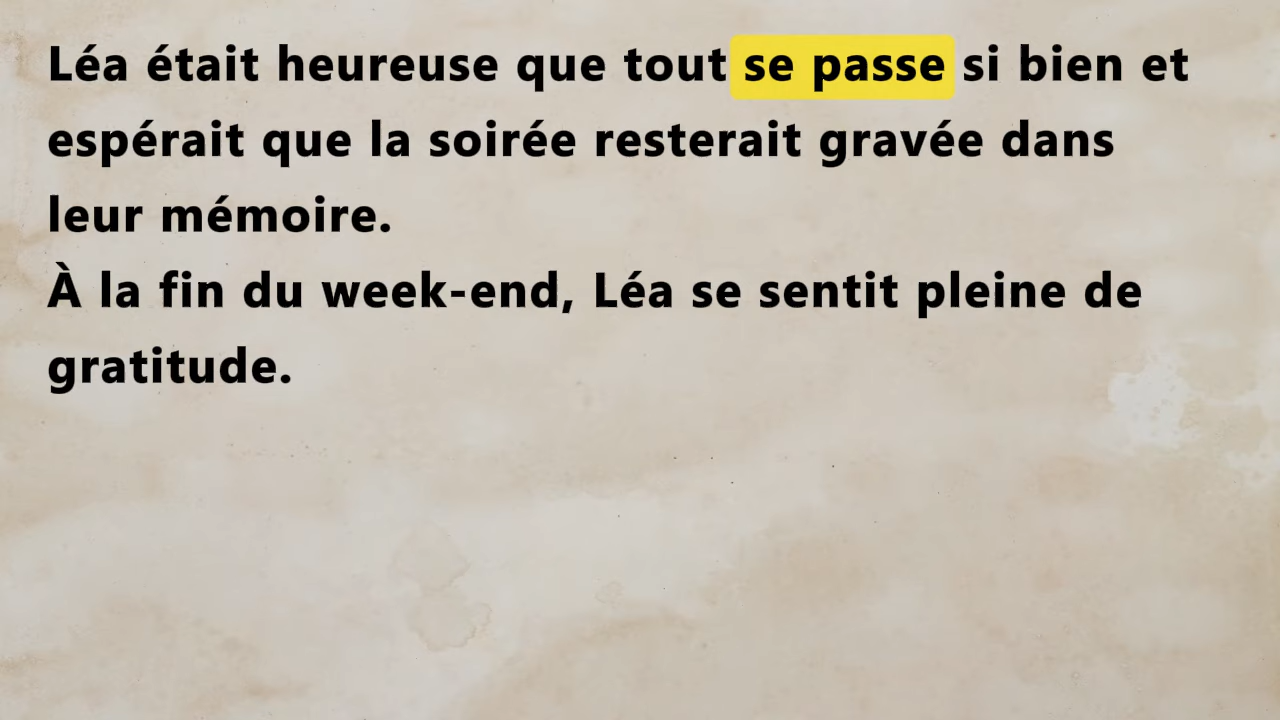 Léa était heureuse que tout se passe si bien et
espérait que la soirée resterait gravée dans
leur mémoire.
À la fin du week-end, Léa se sentit pleine de
gratitude.